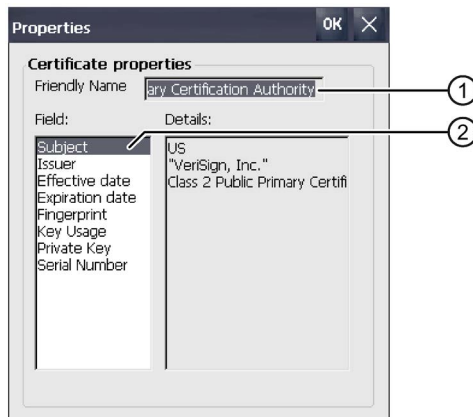 Properties OK
Certificate properties
Friendly Name ary Certification Authority
1
Field: Details:
2
Subject
Issuer
Effective date
Expiration date
Fingerprint
Key Usage
Private Key
Serial Number
US
"VeriSign, Inc."
Class 2 Public Primary Certifi